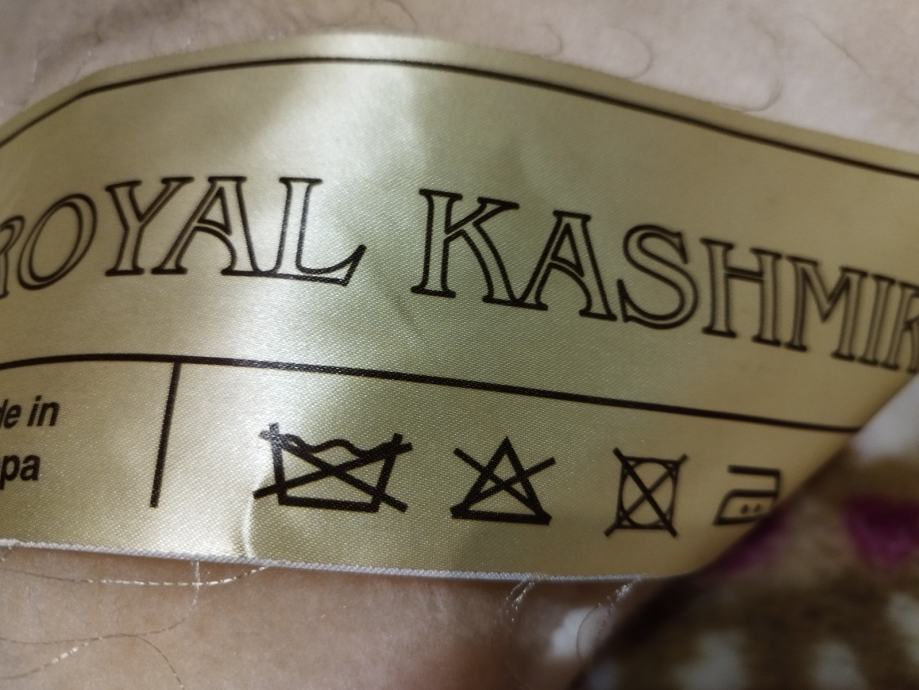 ROYAL KASHMIR
de in
pa